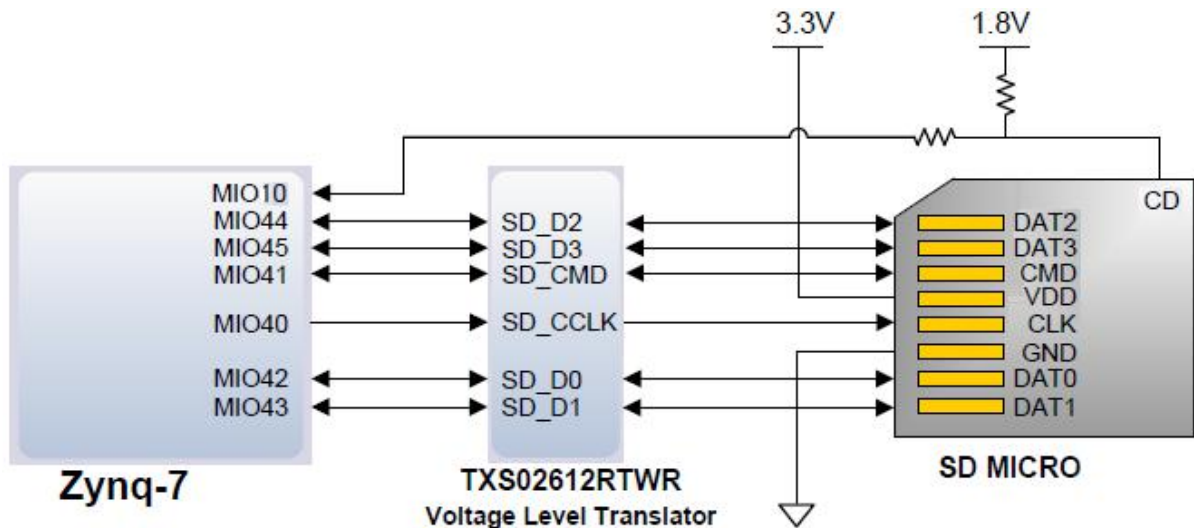 3.3V
1.8V
MIO10
MIO44
MIO45
MIO41
MIO40
MIO42
MIO43
Zynq-7
SD_D2
SD_D3
SD_CMD
SD_CCLK
SD_D0
SD_D1
TXS02612RTWR
Voltage Level Translator
CD
DAT2
DAT3
CMD
VDD
CLK
GND
DAT0
DAT1
SD MICRO